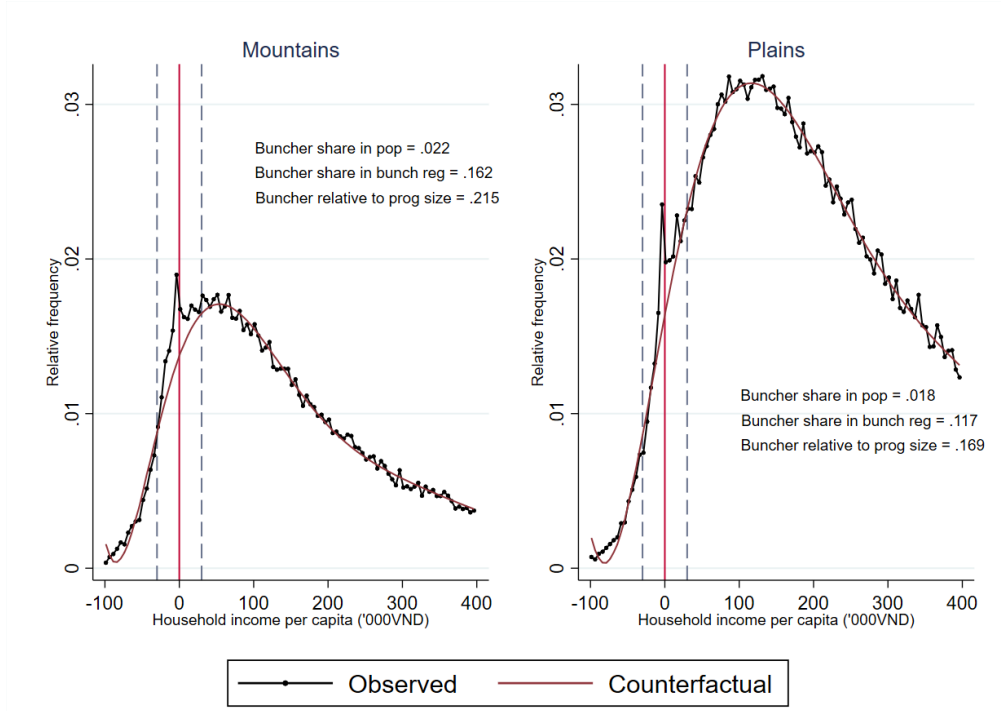 Mountains
.03
.02
.01
0
Relative frequency
Buncher share in pop = .022
Buncher share in bunch reg = .162
Buncher relative to prog size = .215
-100 0 100 200 300 400
Household income per capita ('000VND)
Plains
.03
.02
.01
0
Relative frequency
Buncher share in pop = .018
Buncher share in bunch reg = .117
Buncher relative to prog size = .169
-100 0 100 200 300 400
Household income per capita ('000VND)
Observed Counterfactual